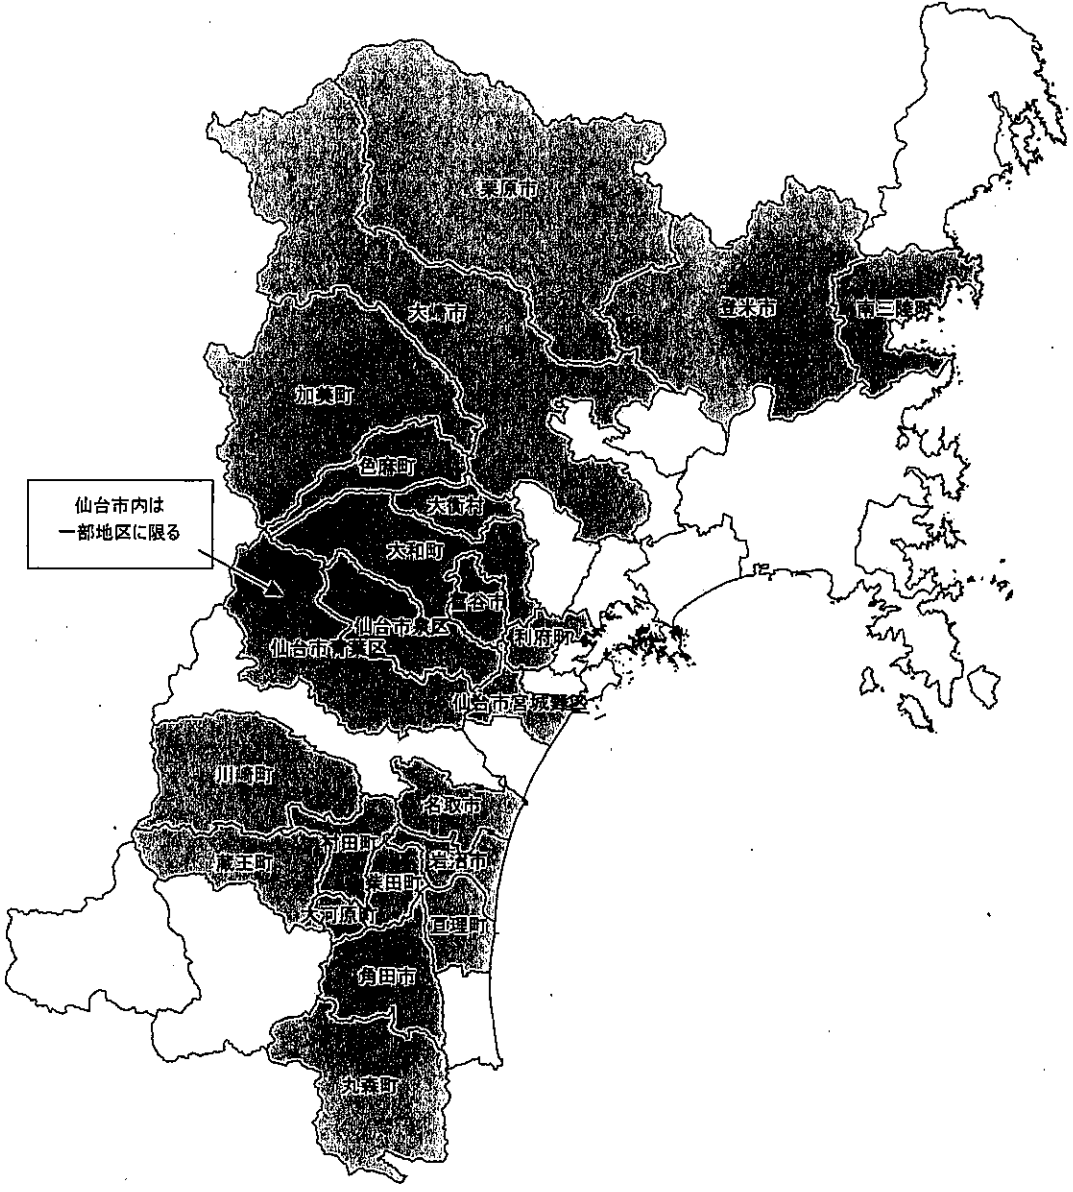 栗原市
大崎市
登米市
南三陸町
加美町
色麻町
大衡村
仙台市内は
一部地区に限る
大和町
富谷市
仙台市泉区
利府町
仙台市青葉区
仙台市宮城野区
川崎町
名取市
村田町
蔵王町
岩沼市
柴田町
大河原町
亘理町
角田市
丸森町